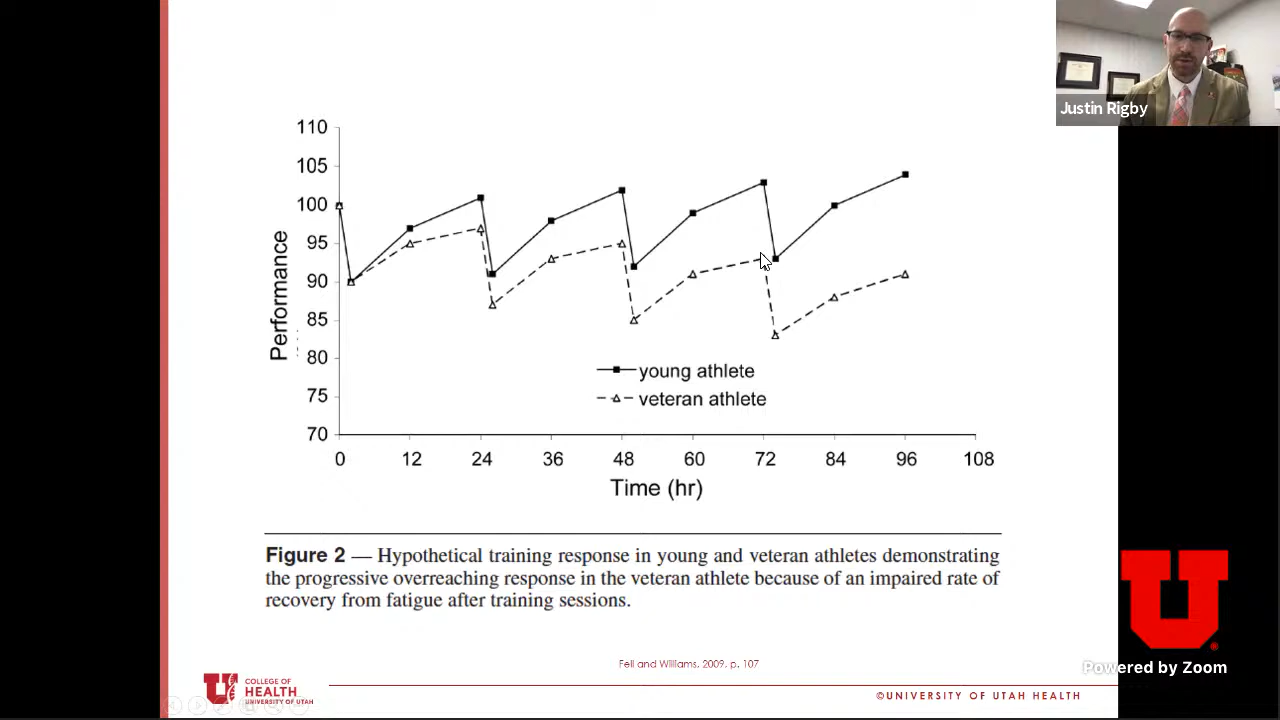 Justin Rigby
110
105
100
95
90
85
80
75
70
Performance
young athlete
veteran athlete
0 12 24 36 48 60 72 84 96 108
Time (hr)
Figure 2 — Hypothetical training response in young and veteran athletes demonstrating
the progressive overreaching response in the veteran athlete because of an impaired rate of
recovery from fatigue after training sessions.
Fell and Williams, 2009, p. 107
U
COLLEGE OF
HEALTH
UNIVERSITY OF UTAH
©UNIVERSITY OF UTAH HEALTH
U
®
Powered by Zoom